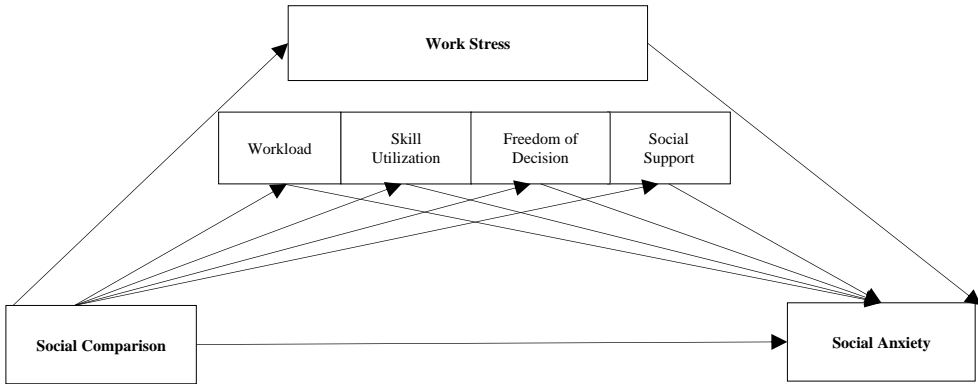 Work Stress
Workload
Skill
Utilization
Freedom of
Decision
Social
Support
Social Comparison
Social Anxiety